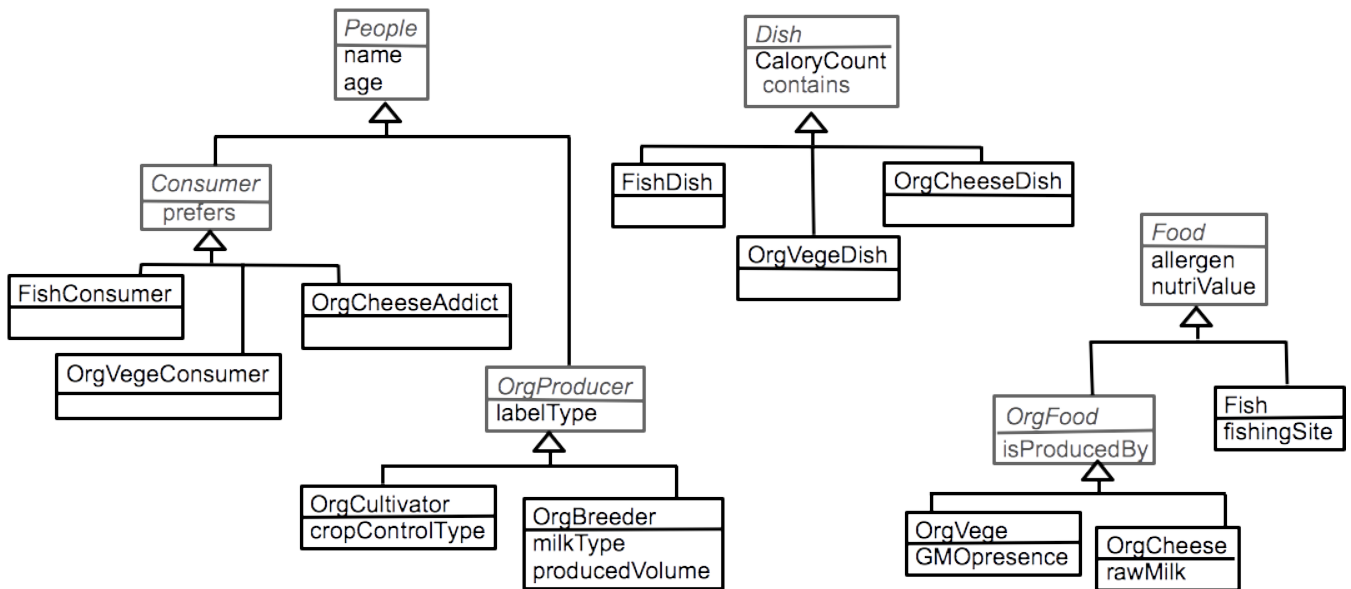 People
name
age
Dish
CaloryCount
contains
Consumer
prefers
FishDish
OrgCheeseDish
OrgVegeDish
Food
allergen
nutriValue
FishConsumer
OrgCheeseAddict
OrgVegeConsumer
OrgProducer
labelType
OrgFood
isProducedBy
Fish
fishingSite
OrgCultivator
cropControlType
OrgBreeder
milkType
producedVolume
OrgVege
GMOpresence
OrgCheese
rawMilk